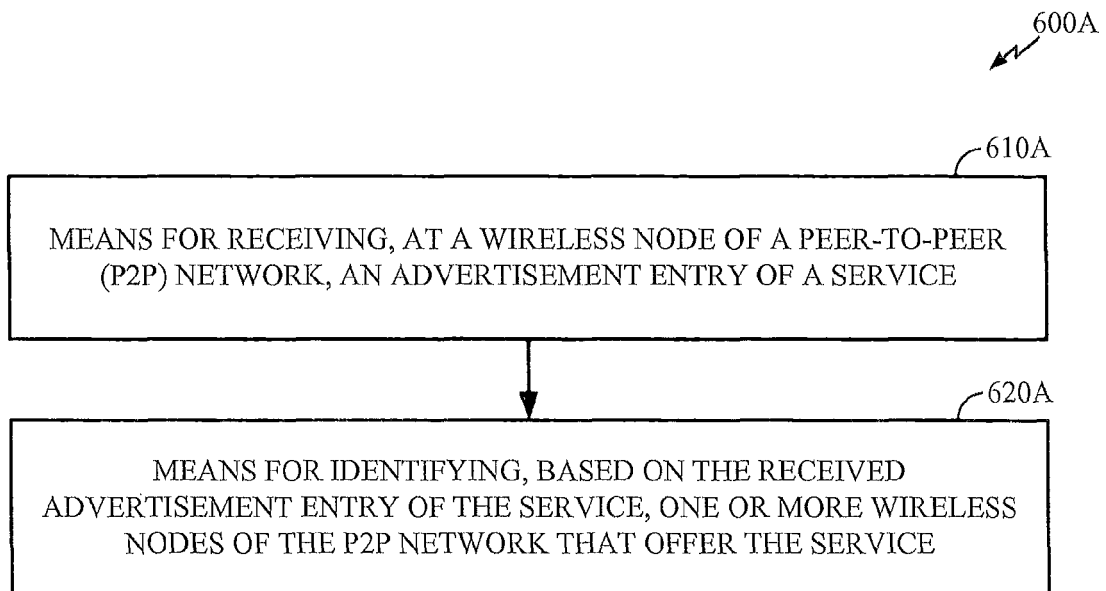 600A
610A
MEANS FOR RECEIVING, AT A WIRELESS NODE OF A PEER-TO-PEER
(P2P) NETWORK, AN ADVERTISEMENT ENTRY OF A SERVICE
620A
MEANS FOR IDENTIFYING, BASED ON THE RECEIVED
ADVERTISEMENT ENTRY OF THE SERVICE, ONE OR MORE WIRELESS
NODES OF THE P2P NETWORK THAT OFFER THE SERVICE